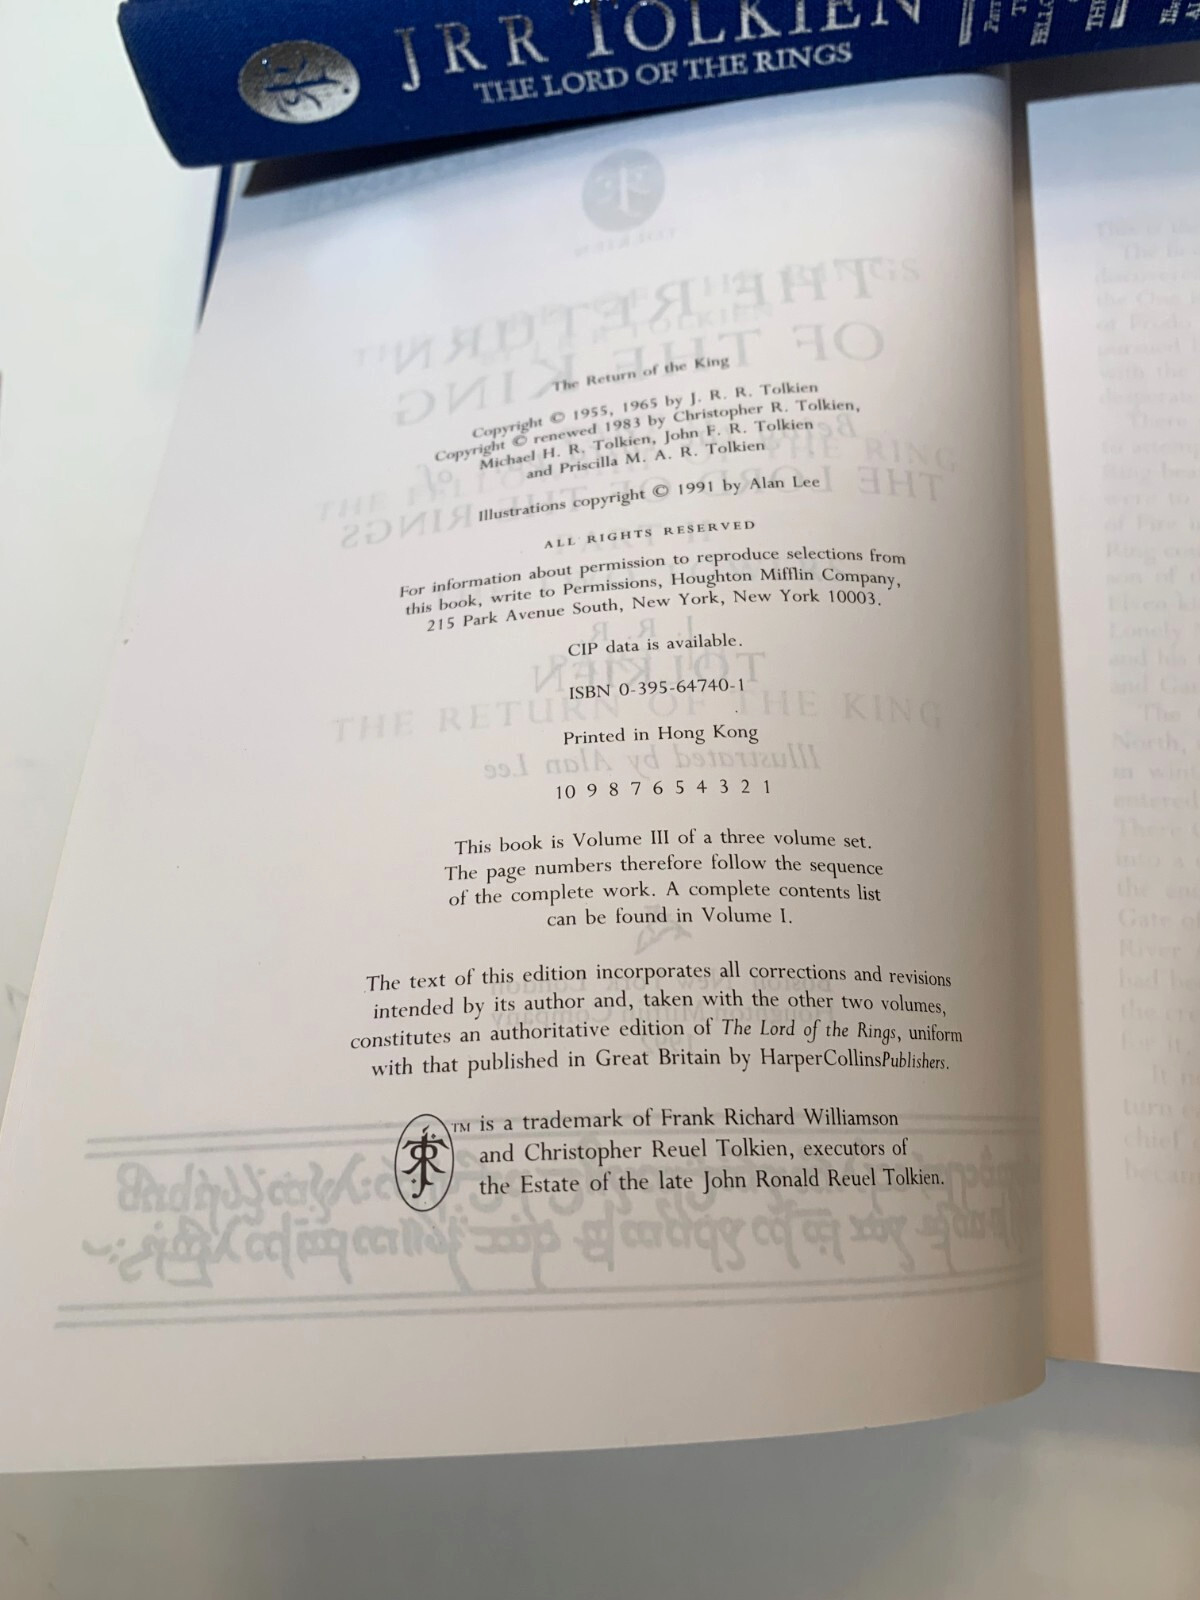 J R R TOLKIEN
THE LORD OF THE RINGS
The Return of the King
Copyright © 1955, 1965 by J. R. R. Tolkien
Copyright © renewed 1983 by Christopher R. Tolkien,
Michael H. R. Tolkien, John F. R. Tolkien
and Priscilla M. A. R. Tolkien
Illustrations copyright © 1991 by Alan Lee
ALL RIGHTS RESERVED
For information about permission to reproduce selections from
this book, write to Permissions, Houghton Mifflin Company,
215 Park Avenue South, New York, New York 10003.
CIP data is available.
ISBN 0-395-64740-1
Printed in Hong Kong
10 9 8 7 6 5 4 3 2 1
This book is Volume III of a three volume set.
The page numbers therefore follow the sequence
of the complete work. A complete contents list
can be found in Volume I.
The text of this edition incorporates all corrections and revisions
intended by its author and, taken with the other two volumes,
constitutes an authoritative edition of The Lord of the Rings, uniform
with that published in Great Britain by HarperCollinsPublishers.
TM is a trademark of Frank Richard Williamson
and Christopher Reuel Tolkien, executors of
the Estate of the late John Ronald Reuel Tolkien.